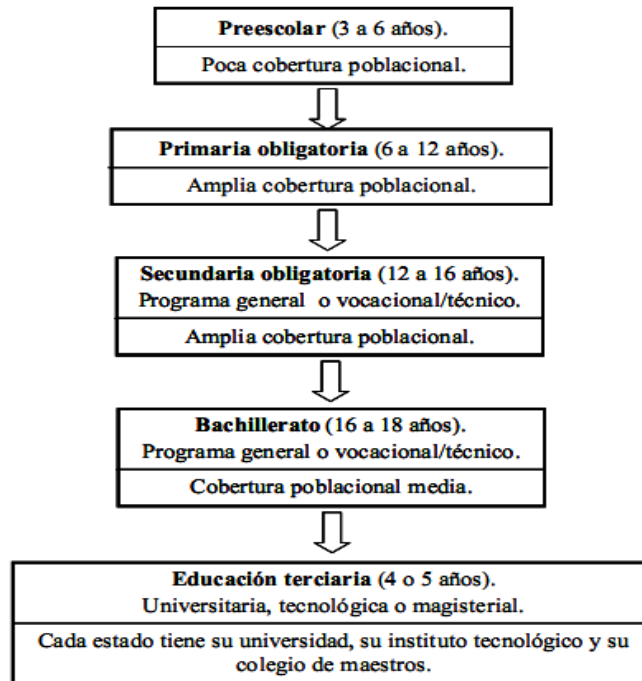 Preescolar (3 a 6 años).
Poca cobertura poblacional.
Primaria obligatoria (6 a 12 años).
Amplia cobertura poblacional.
Secundaria obligatoria (12 a 16 años).
Programa general o vocacional/técnico.
Amplia cobertura poblacional.
Bachillerato (16 a 18 años).
Programa general o vocacional/técnico.
Cobertura poblacional media.
Educación terciaria (4 o 5 años).
Universitaria, tecnológica o magisterial.
Cada estado tiene su universidad, su instituto tecnológico y su
colegio de maestros.